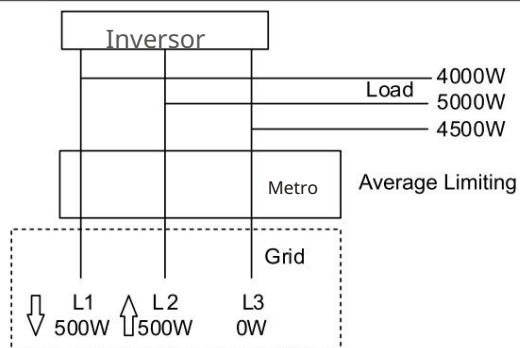 Inversor
4000W
Load
5000W
4500W
Metro
Average Limiting
Grid
L1 L2 L3
500W 500W 0W